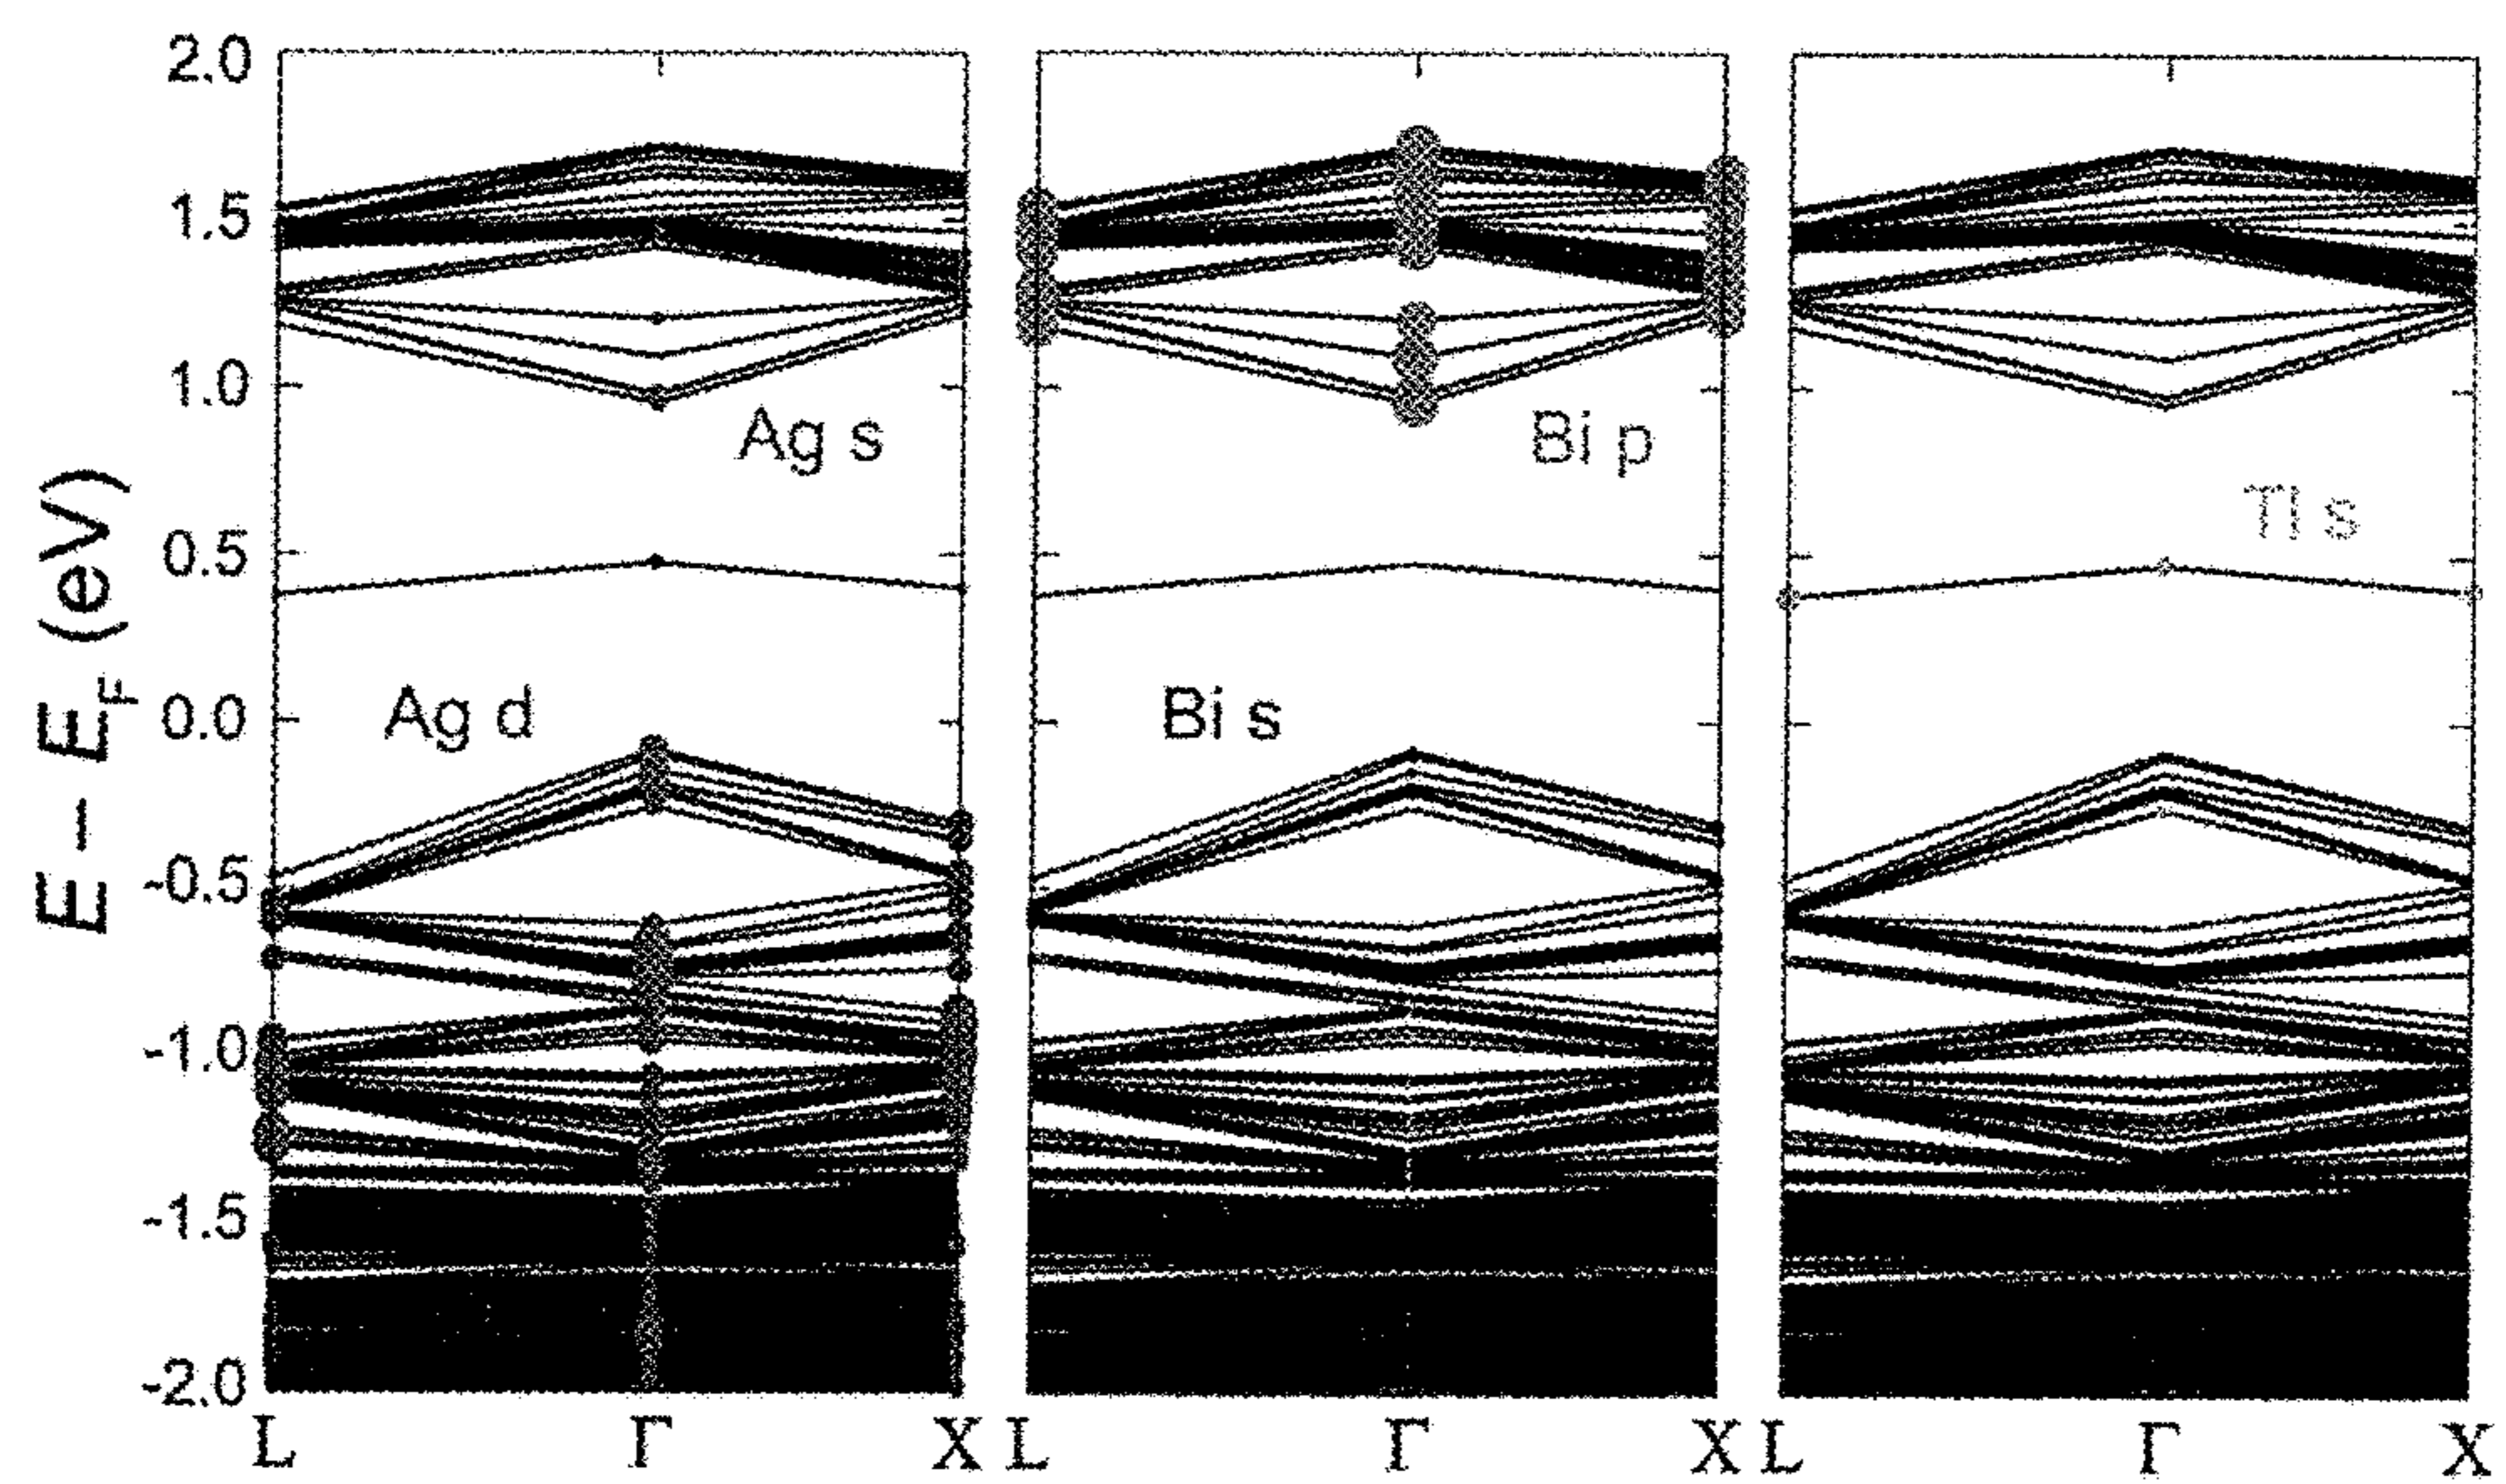 2.0
1.5
1.0
0.5
0.0
-0.5
-1.0
-1.5
-2.0
E - E_F (eV)
Ag s
Ag d
Bi p
Bi s
Tl s
L Γ X L Γ X L Γ X